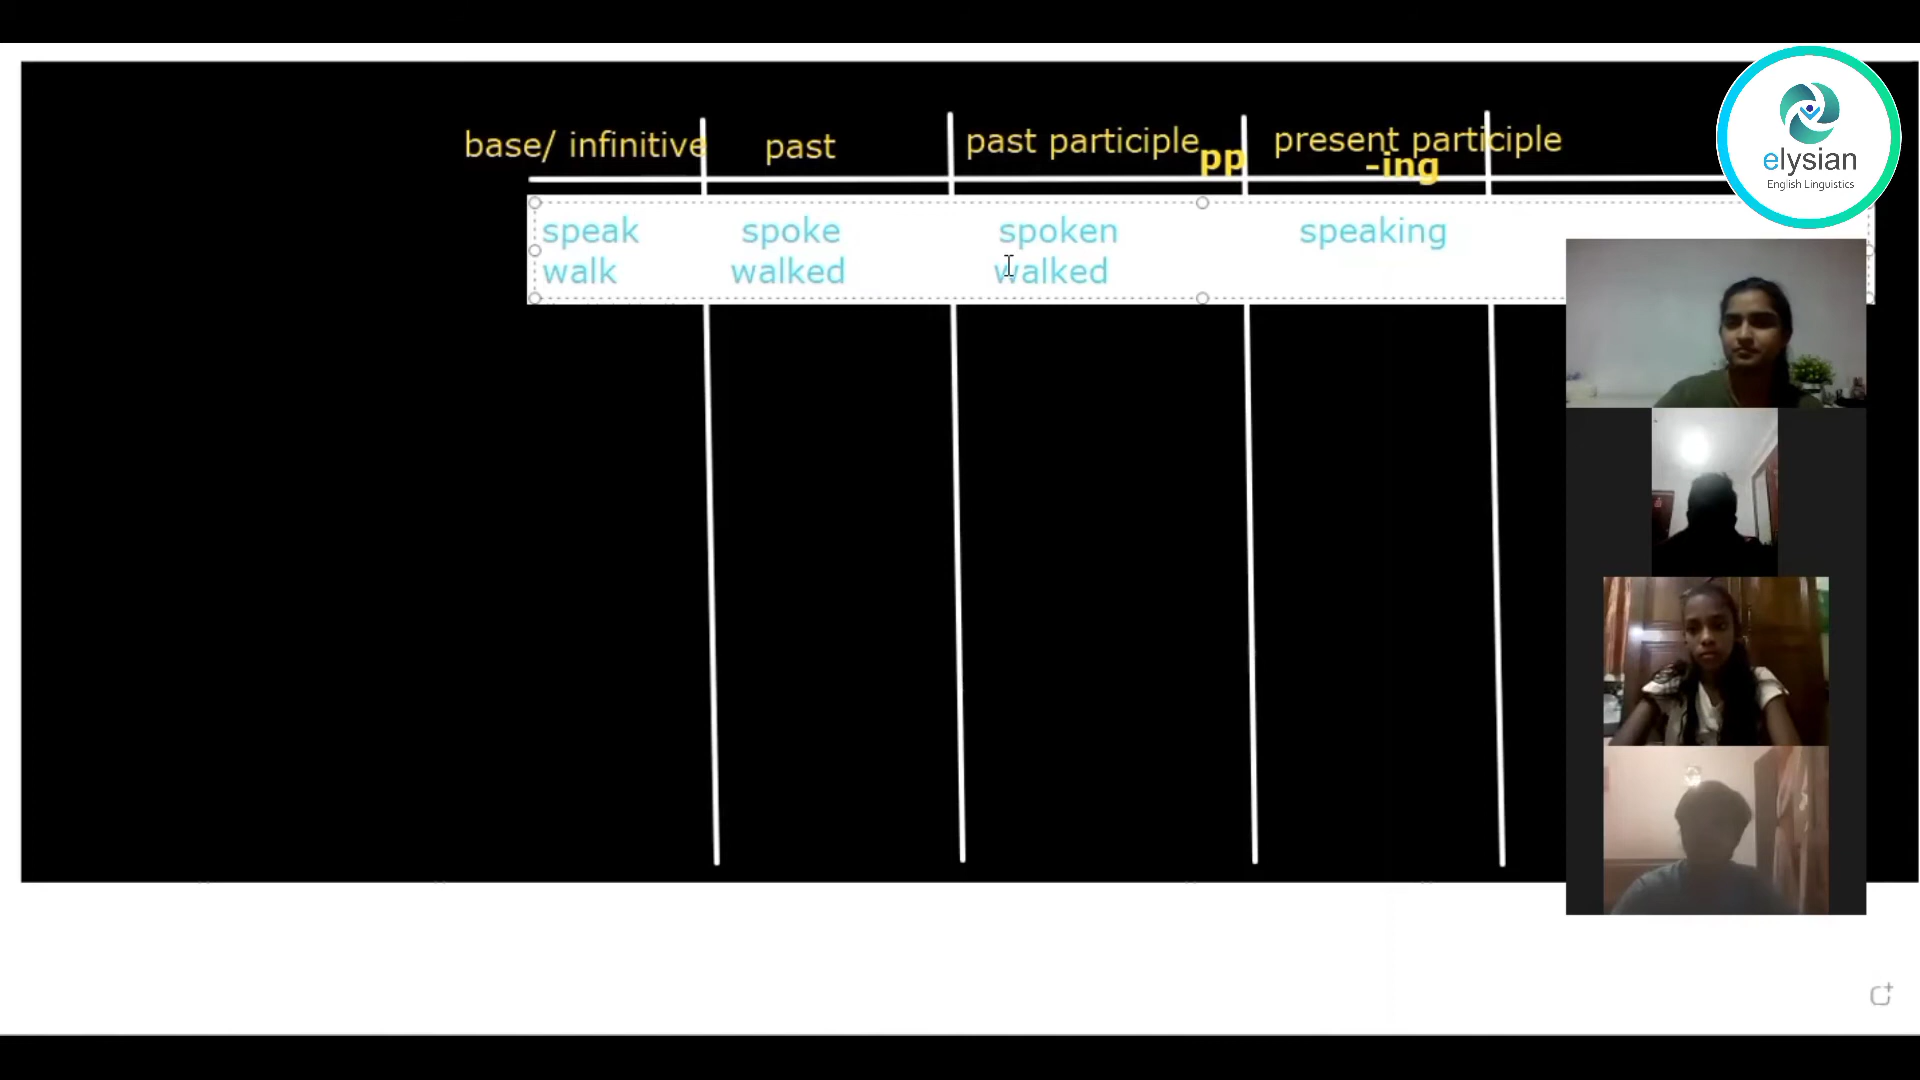 base/ infinitive past past participle pp present participle
-ing
speak spoke spoken speaking
walk walked walked
elysian
English Linguistics